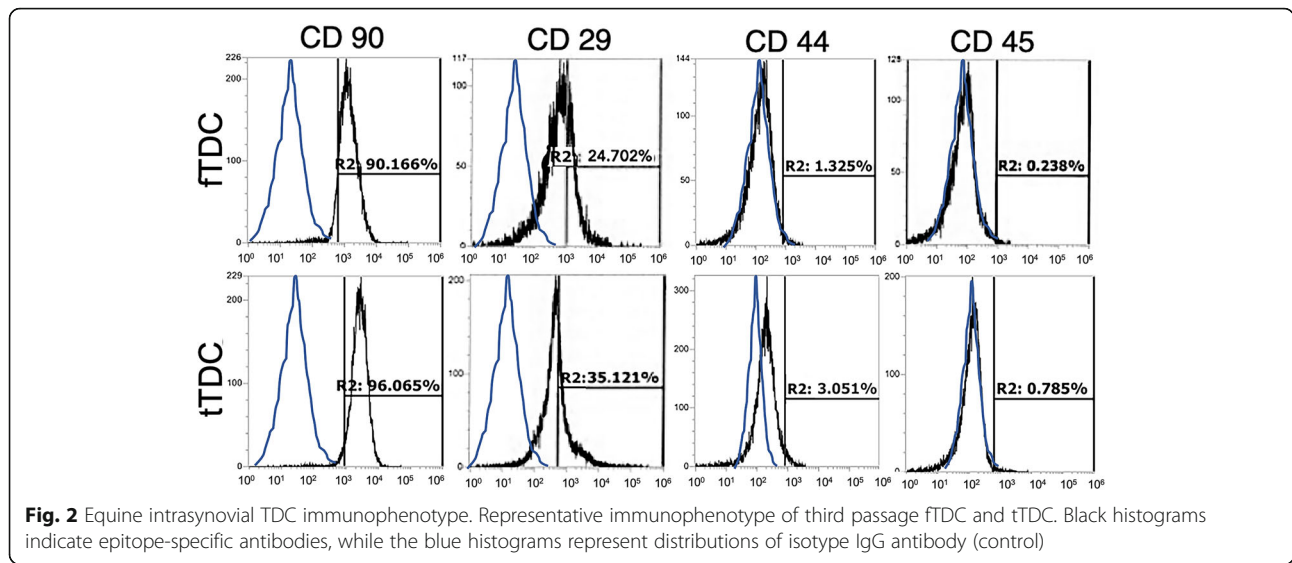 CD 90 CD 29 CD 44 CD 45
fTDC
226
200
100
0
R2: 90.166%
10⁰ 10¹ 10² 10³ 10⁴ 10⁵ 10⁶
117
100
50
0
R2: 24.702%
10⁰ 10¹ 10² 10³ 10⁴ 10⁵ 10⁶
144
100
50
0
R2: 1.325%
10⁰ 10¹ 10² 10³ 10⁴ 10⁵ 10⁶
125
100
50
0
R2: 0.238%
10⁰ 10¹ 10² 10³ 10⁴ 10⁵ 10⁶
tTDC
229
200
100
0
R2: 96.065%
10⁰ 10¹ 10² 10³ 10⁴ 10⁵ 10⁶
200
100
0
R2:35.121%
10⁰ 10¹ 10² 10³ 10⁴ 10⁵ 10⁶
300
200
100
0
R2: 3.051%
10⁰ 10¹ 10² 10³ 10⁴ 10⁵ 10⁶
200
100
0
R2: 0.785%
10⁰ 10¹ 10² 10³ 10⁴ 10⁵ 10⁶
Fig. 2 Equine intrasynovial TDC immunophenotype. Representative immunophenotype of third passage fTDC and tTDC. Black histograms
indicate epitope-specific antibodies, while the blue histograms represent distributions of isotype IgG antibody (control)